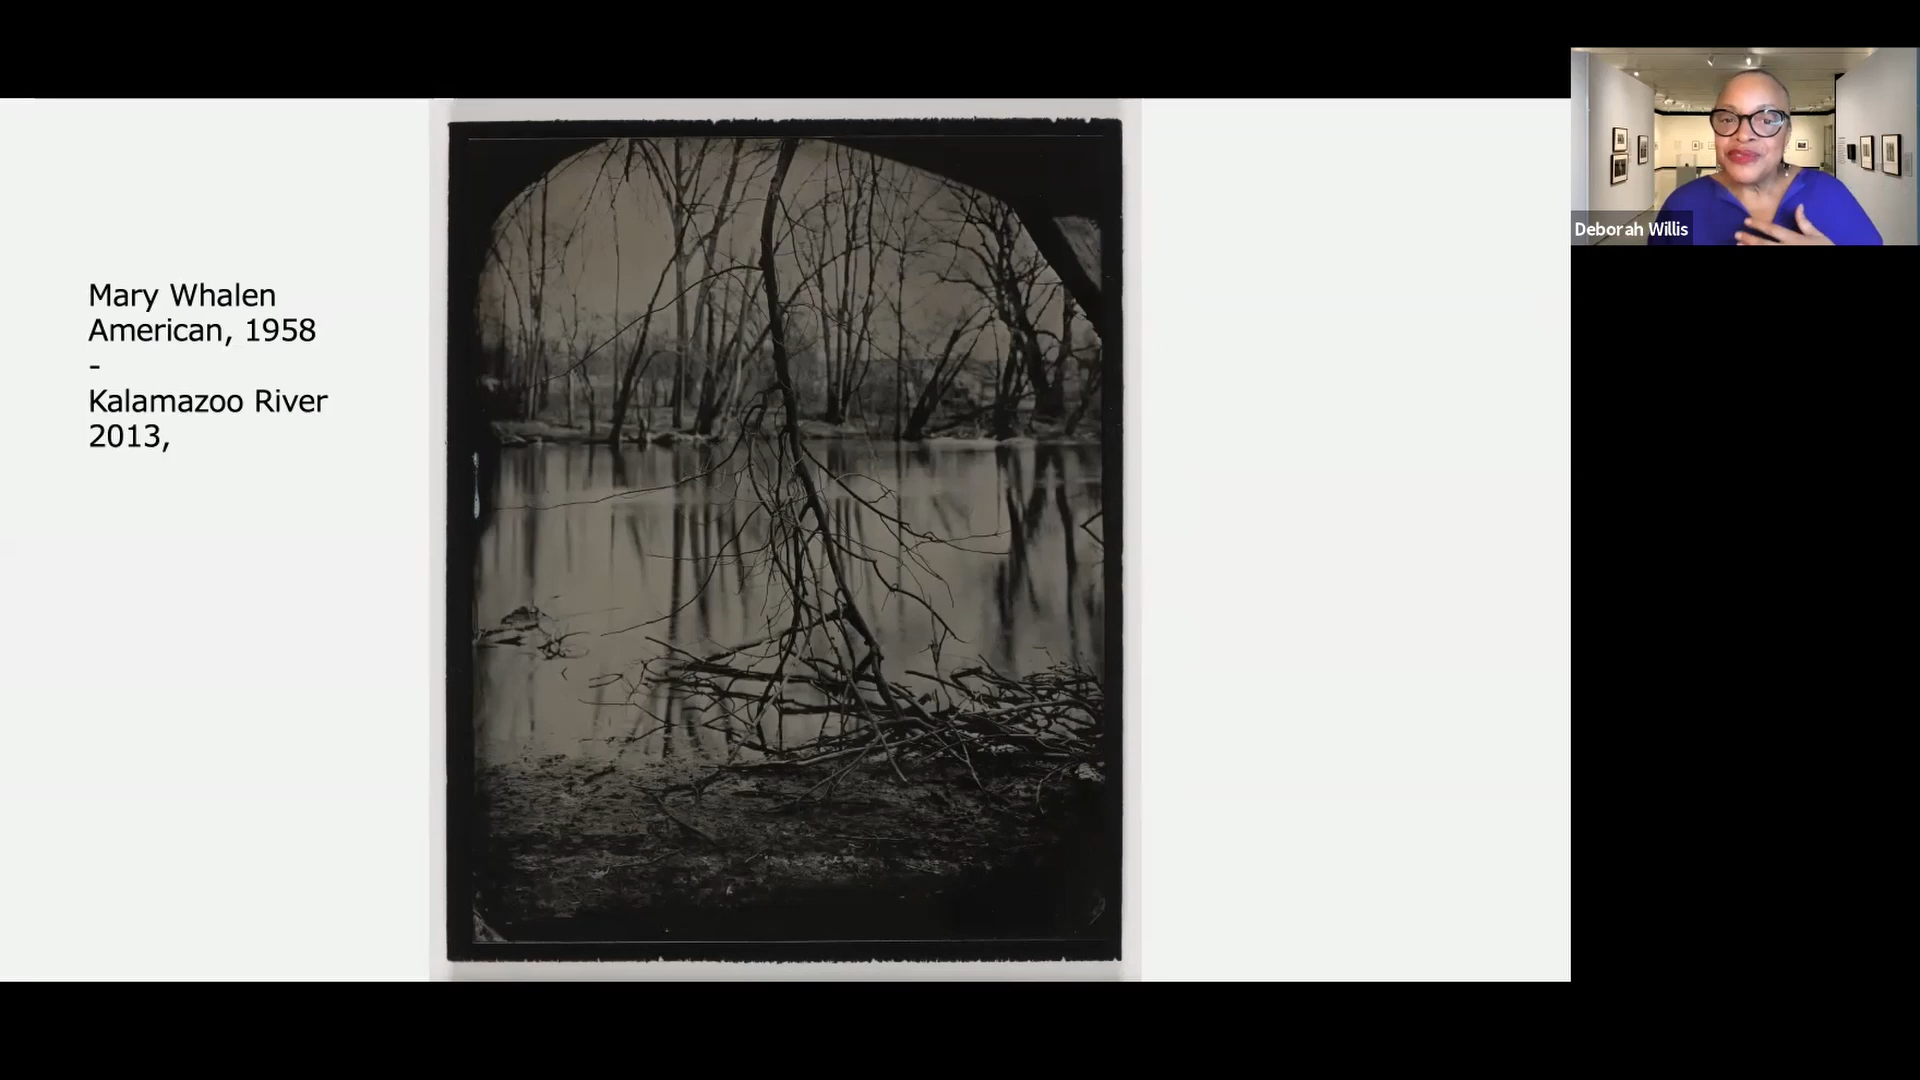 Mary Whalen
American, 1958
-
Kalamazoo River
2013,
Deborah Willis